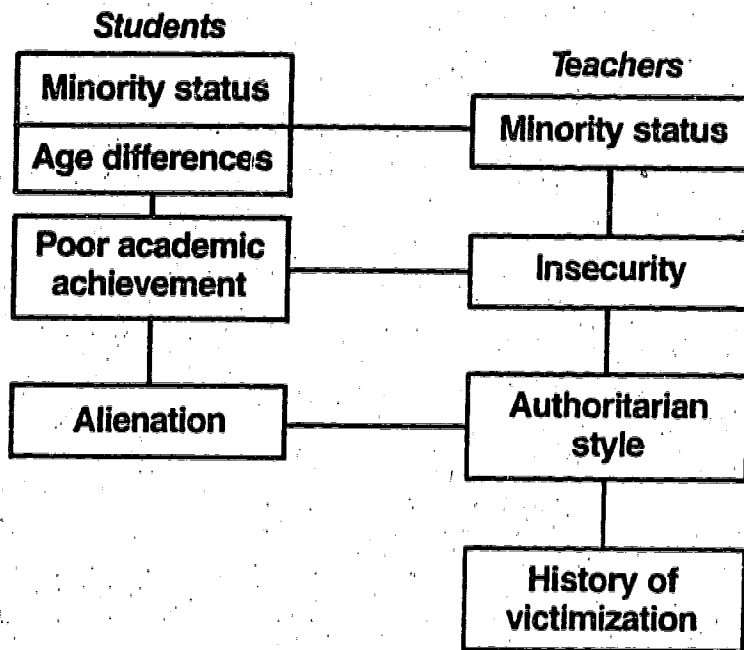 Students
Minority status
Age differences
Poor academic
achievement
Alienation
Teachers
Minority status
Insecurity
Authoritarian
style
History of
victimization